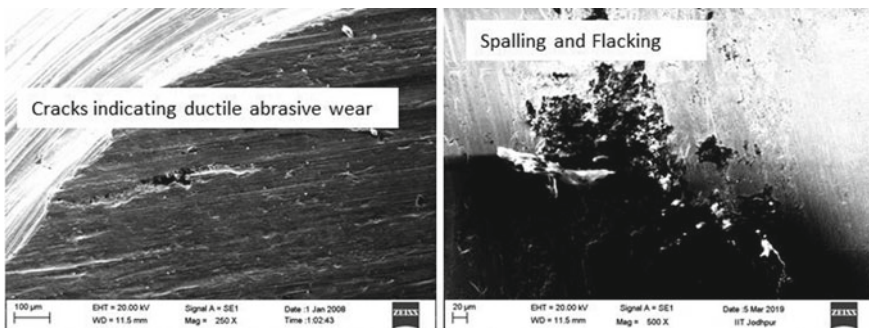 Cracks indicating ductile abrasive wear
100 µm
EHT = 20.00 kV
Signal A = SE1
Date :1 Jan 2008
WD = 11.5 mm
Mag = 250 X
Time :1:02:43
ZEISS
Spalling and Flacking
20 µm
EHT = 20.00 kV
Signal A = SE1
Date :5 Mar 2019
WD = 11.5 mm
Mag = 500 X
IIT Jodhpur
ZEISS